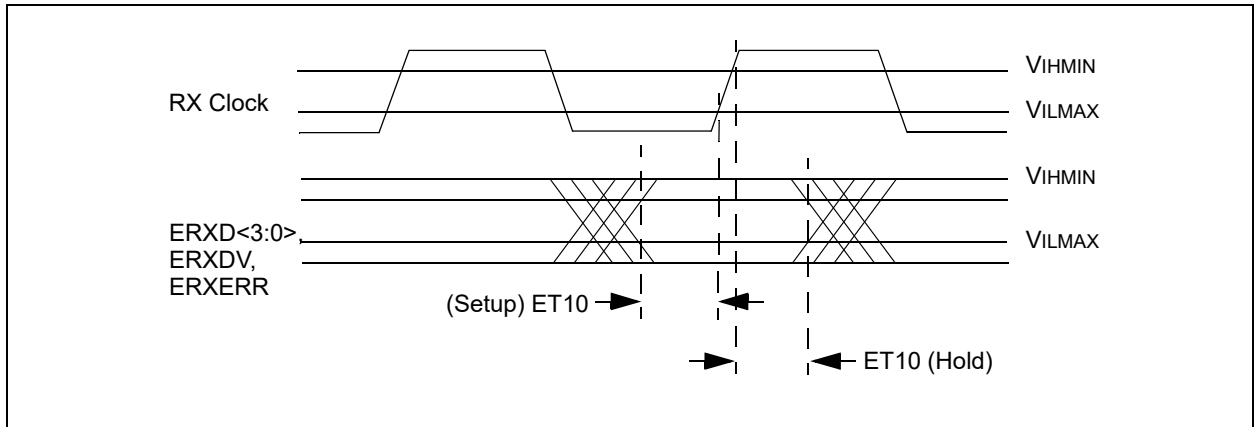 VIHMIN
RX Clock
VILMAX
VIHMIN
ERXD<3:0>,
ERXDV,
ERXERR
VILMAX
(Setup) ET10
ET10 (Hold)